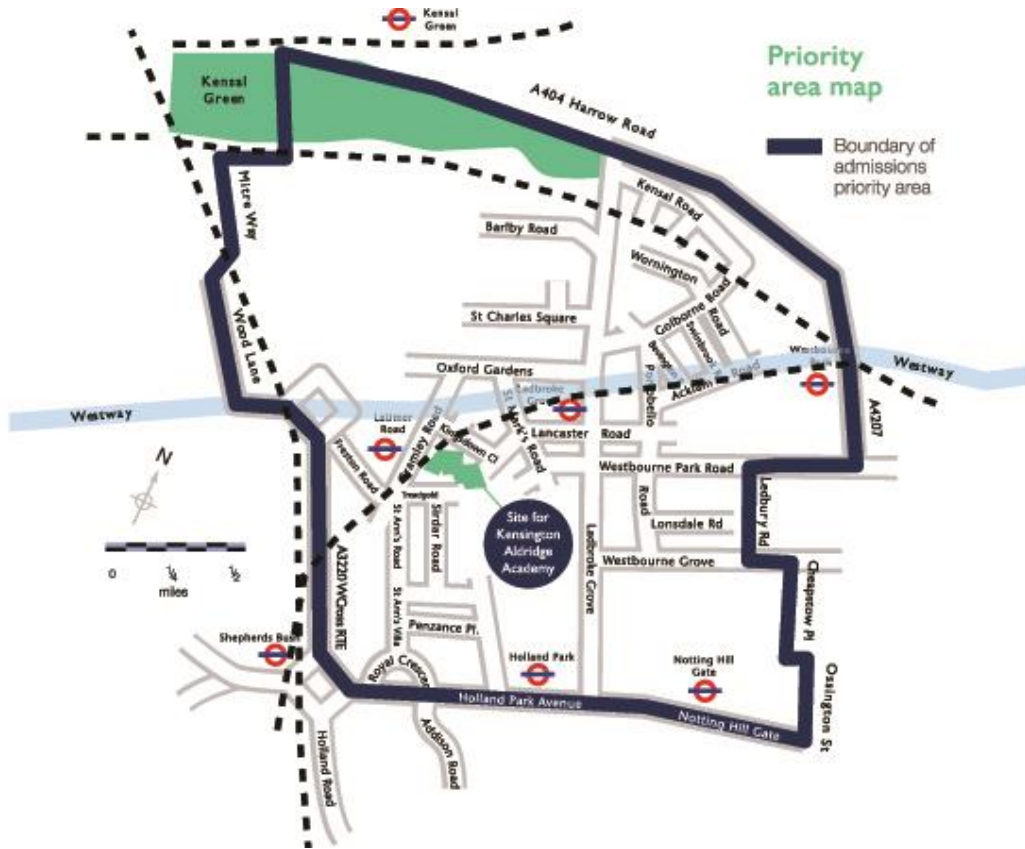 Kensal
Green
Priority
area map
Boundary of
admissions
priority area
Kensal
Green
A404 Harrow Road
Mitre Way
Kensal Road
Barlby Road
Wornington
Golborne Road
Road
Swinbrook
St Charles Square
Wood Lane
Oxford Gardens
Portobello
Acklam Road
Westway
Westway
Ladbroke
Grove
Latimer
Road
St Mark's Road
Bramley Road
Kingsdown Cl
Lancaster Road
A4207
Freston Road
Westbourne Park Road
Treadgold
Ledbury Rd
Road
Lonsdale Rd
N
Site for
Kensington
Aldridge
Academy
St Ann's Road
Sirdar Road
Ladbroke Grove
Westbourne Grove
A3220 W Cross RTE
0 ¼ ½
miles
Chepstow Pl
St Ann's Villa
Penzance Pl.
Shepherds Bush
Royal Crescent
Holland Park
Notting Hill
Gate
Ossington St
Holland Park Avenue
Notting Hill Gate
Addison Road
Holland Road